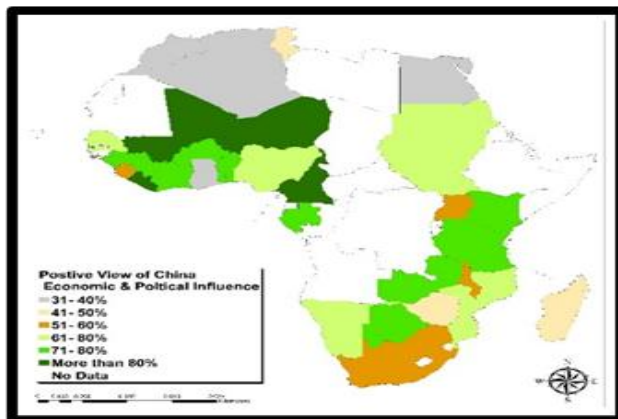 Postive View of China
Economic & Poltical Influence
31- 40%
41- 50%
51- 60%
61- 80%
71- 80%
More than 80%
No Data
N
W
E
S